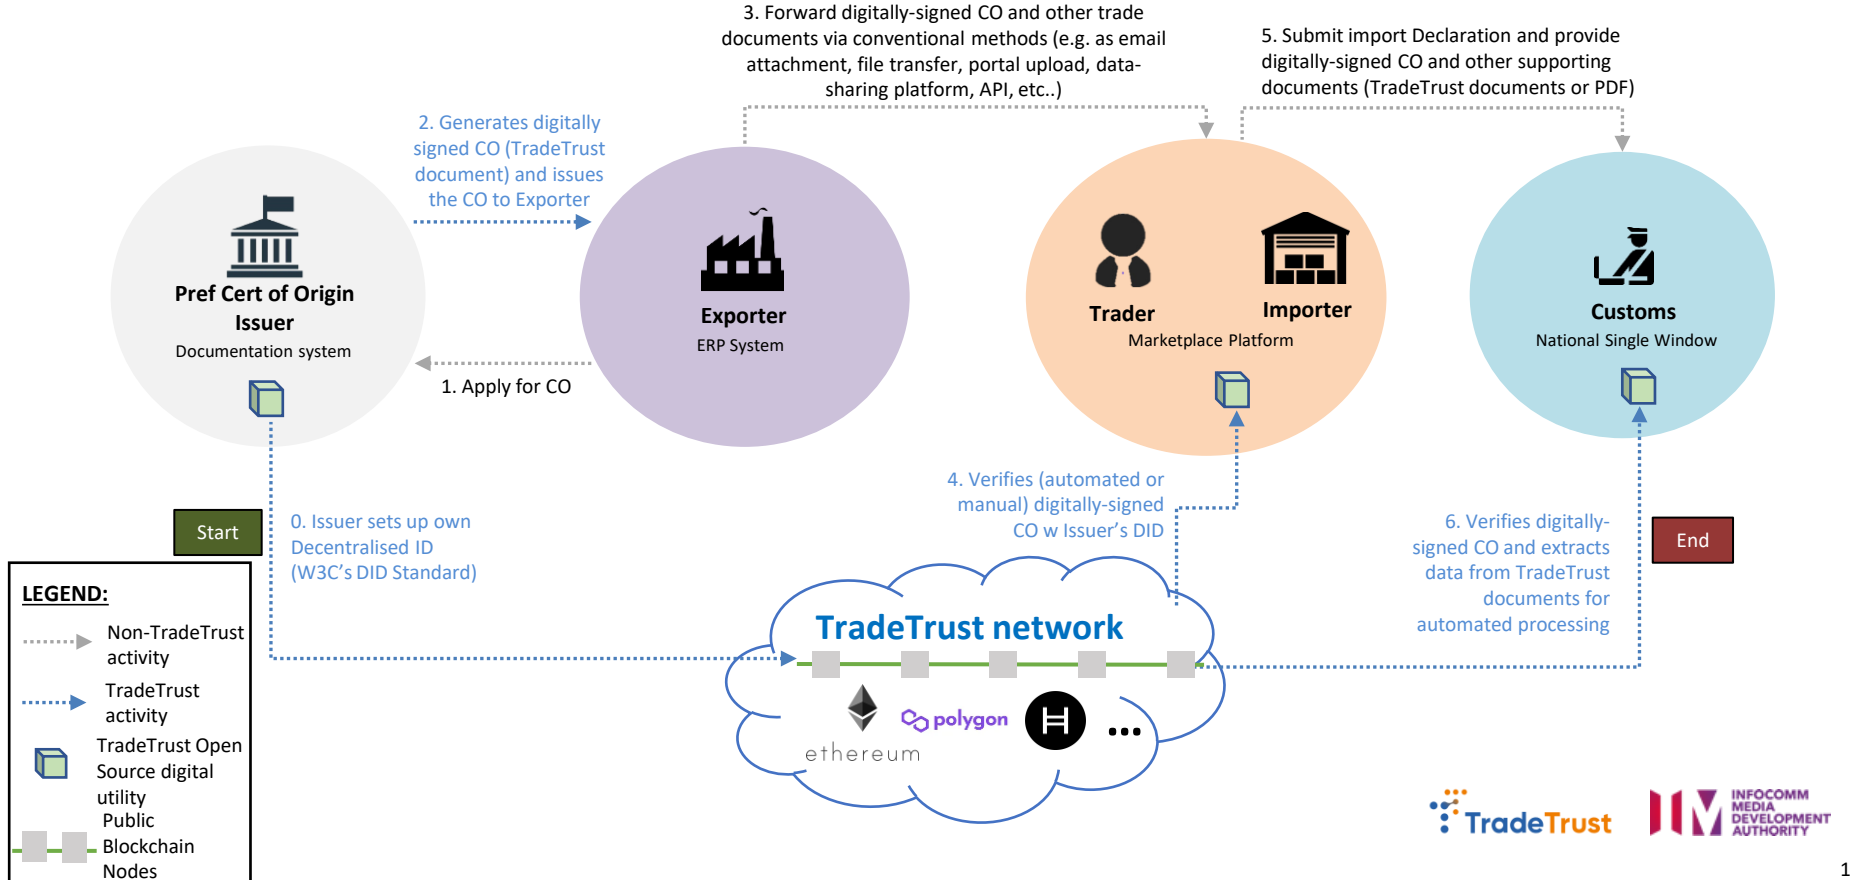 3. Forward digitally-signed CO and other trade
documents via conventional methods (e.g. as email
attachment, file transfer, portal upload, data-
sharing platform, API, etc..)
5. Submit import Declaration and provide
digitally-signed CO and other supporting
documents (TradeTrust documents or PDF)
2. Generates digitally
signed CO (TradeTrust
document) and issues
the CO to Exporter
Pref Cert of Origin
Issuer
Documentation system
Exporter
ERP System
Trader
Importer
Marketplace Platform
Customs
National Single Window
1. Apply for CO
4. Verifies (automated or
manual) digitally-signed
CO w Issuer’s DID
Start
0. Issuer sets up own
Decentralised ID
(W3C’s DID Standard)
6. Verifies digitally-
signed CO and extracts
data from TradeTrust
documents for
automated processing
End
LEGEND:
Non-TradeTrust
activity
TradeTrust
activity
TradeTrust Open
Source digital
utility
Public
Blockchain
Nodes
TradeTrust network
ethereum
polygon
...
TradeTrust
INFOCOMM
MEDIA
DEVELOPMENT
AUTHORITY
1